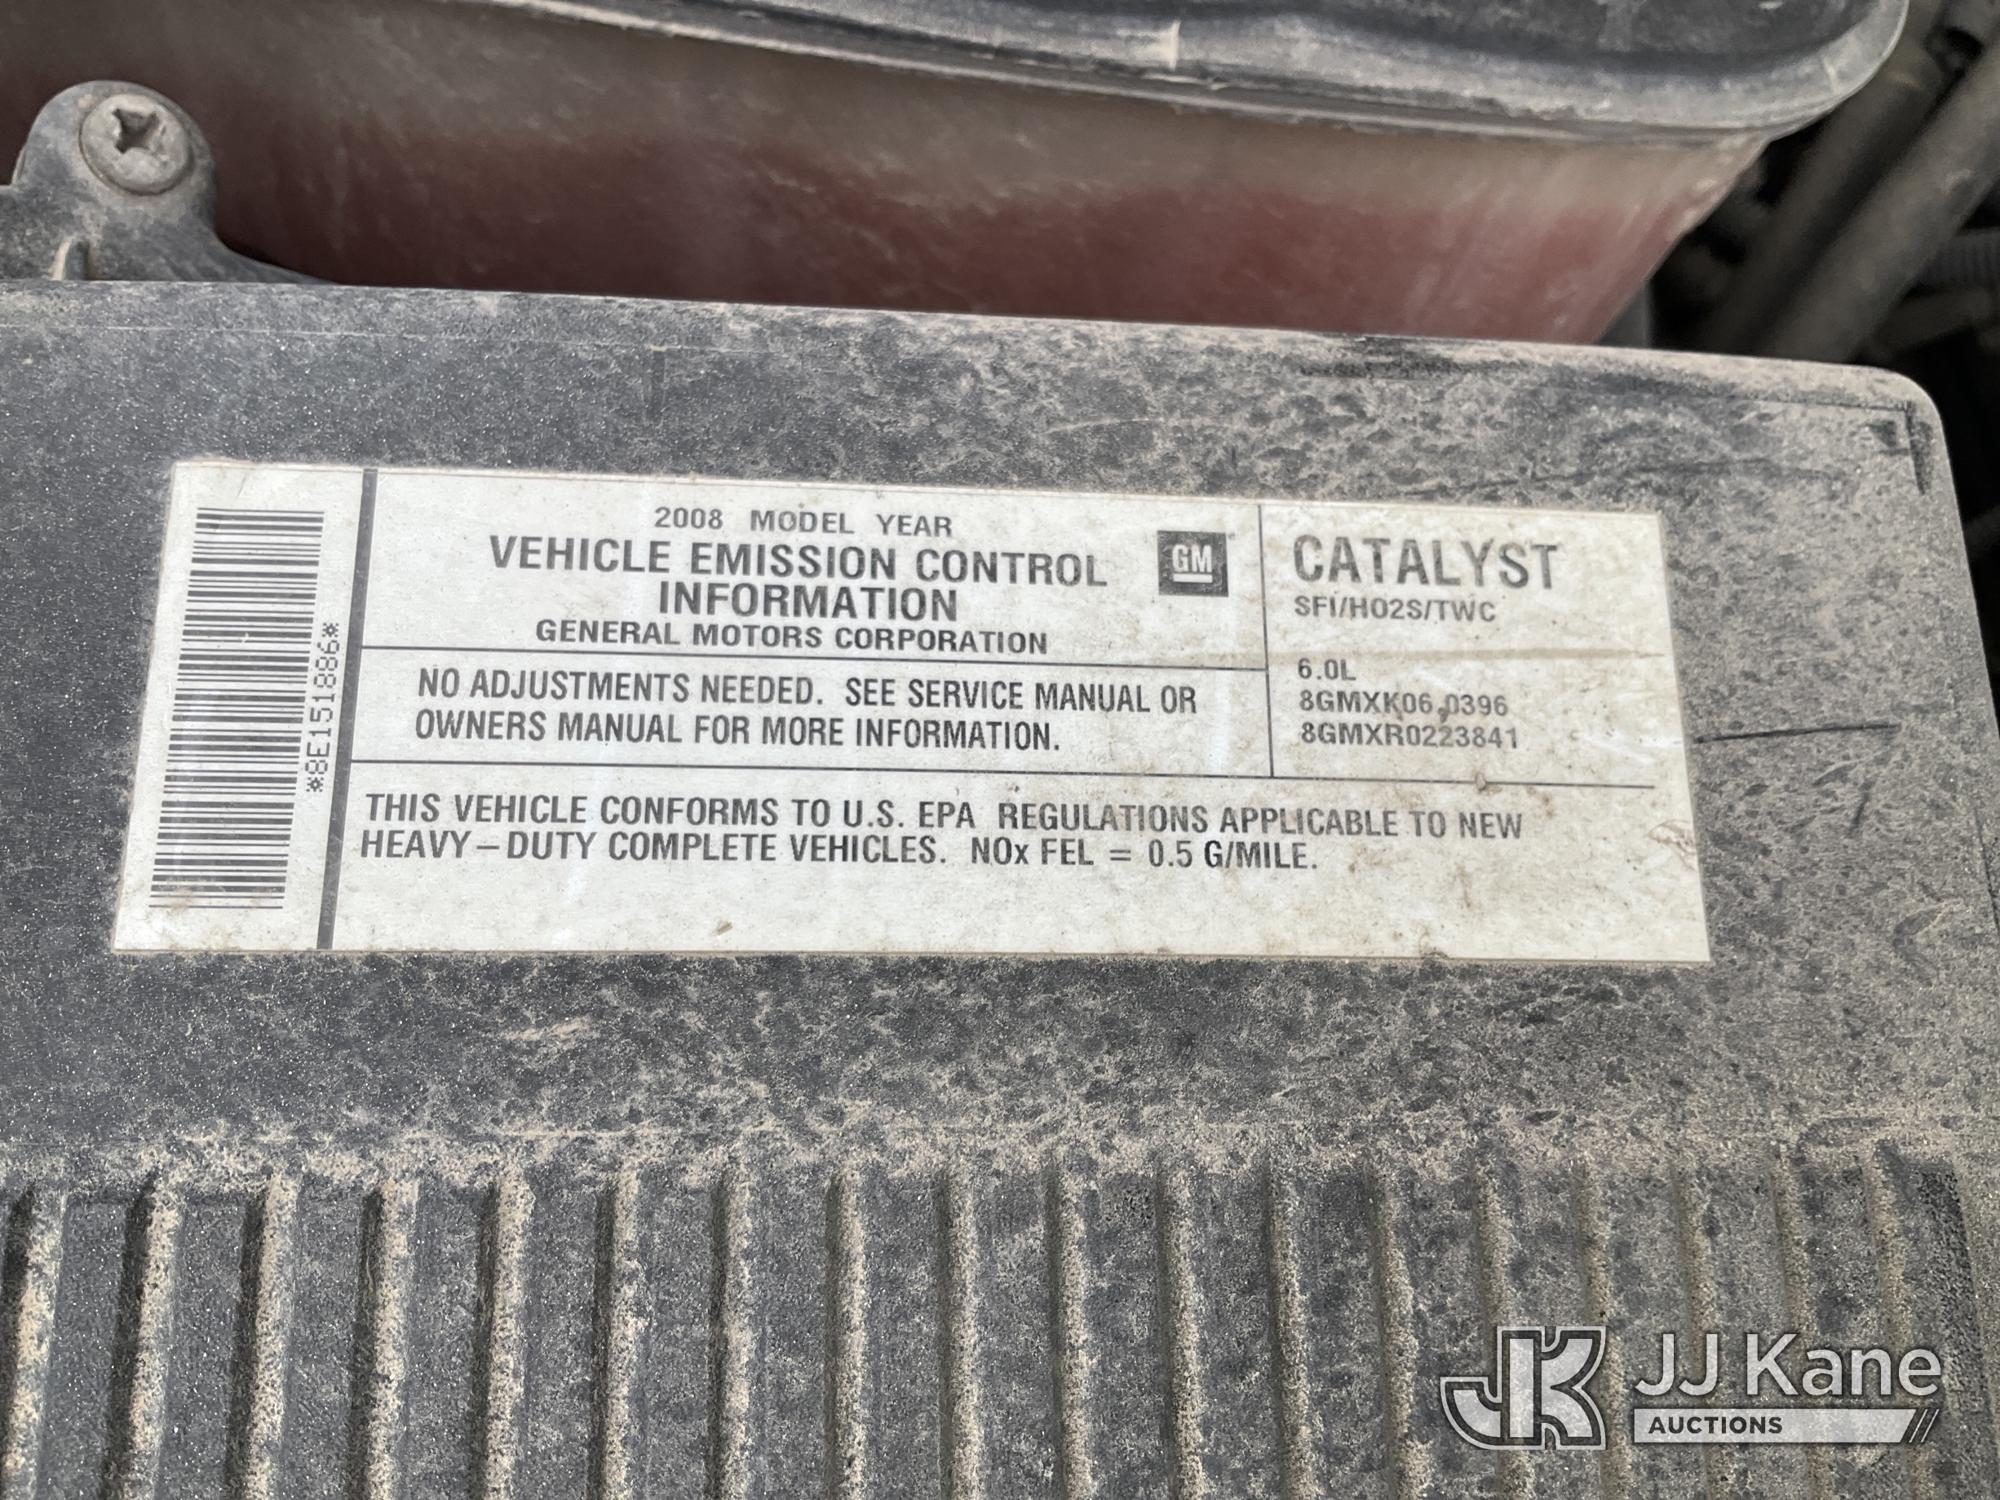 2008 MODEL YEAR
VEHICLE EMISSION CONTROL
INFORMATION
GENERAL MOTORS CORPORATION
GM
NO ADJUSTMENTS NEEDED. SEE SERVICE MANUAL OR
OWNERS MANUAL FOR MORE INFORMATION.
CATALYST
SFI/HO2S/TWC
6.0L
8GMXK06.0396
8GMXR0223841
THIS VEHICLE CONFORMS TO U.S. EPA REGULATIONS APPLICABLE TO NEW
HEAVY-DUTY COMPLETE VEHICLES. NOx FEL = 0.5 G/MILE.
*8E151886*
JK JJ Kane
AUCTIONS